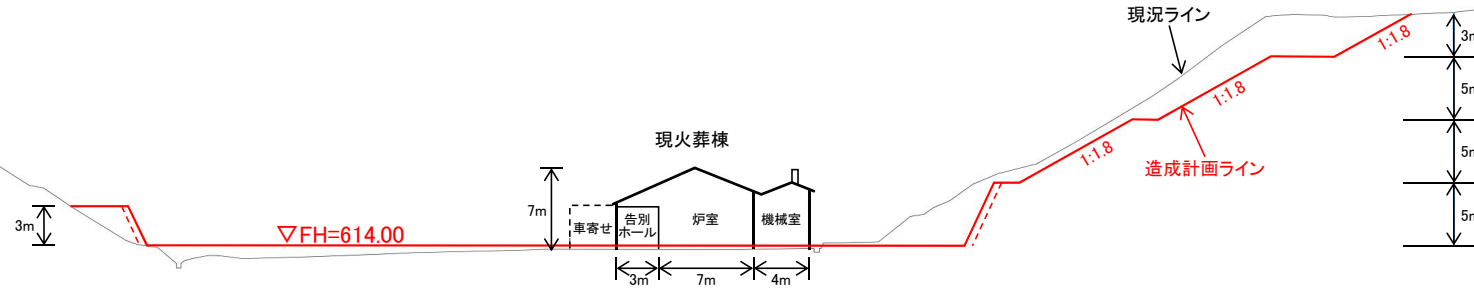 現況ライン
1:1.8
3m
1:1.8
5m
現火葬棟
1:1.8
造成計画ライン
5m
7m
3m
車寄せ
告別
ホール
炉室
機械室
5m
▽FH=614.00
3m
7m
4m